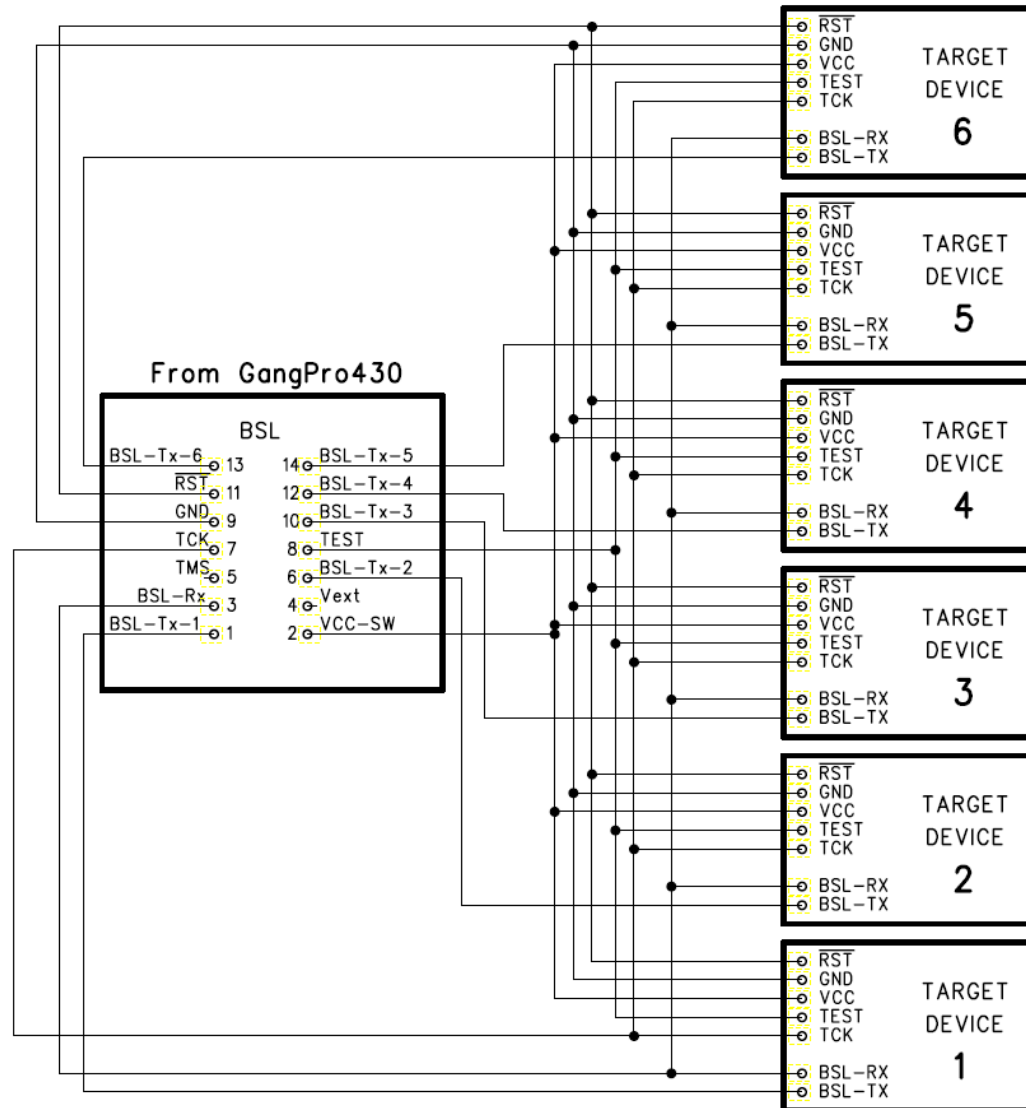 RST
GND
VCC
TEST
TCK
BSL-RX
BSL-TX
TARGET
DEVICE
6
RST
GND
VCC
TEST
TCK
BSL-RX
BSL-TX
TARGET
DEVICE
5
From GangPro430
BSL
BSL-Tx-6 13 14 BSL-Tx-5
RST 11 12 BSL-Tx-4
GND 9 10 BSL-Tx-3
TCK 7 8 TEST
TMS 5 6 BSL-Tx-2
BSL-Rx 3 4 Vext
BSL-Tx-1 1 2 VCC-SW
RST
GND
VCC
TEST
TCK
BSL-RX
BSL-TX
TARGET
DEVICE
4
RST
GND
VCC
TEST
TCK
BSL-RX
BSL-TX
TARGET
DEVICE
3
RST
GND
VCC
TEST
TCK
BSL-RX
BSL-TX
TARGET
DEVICE
2
RST
GND
VCC
TEST
TCK
BSL-RX
BSL-TX
TARGET
DEVICE
1